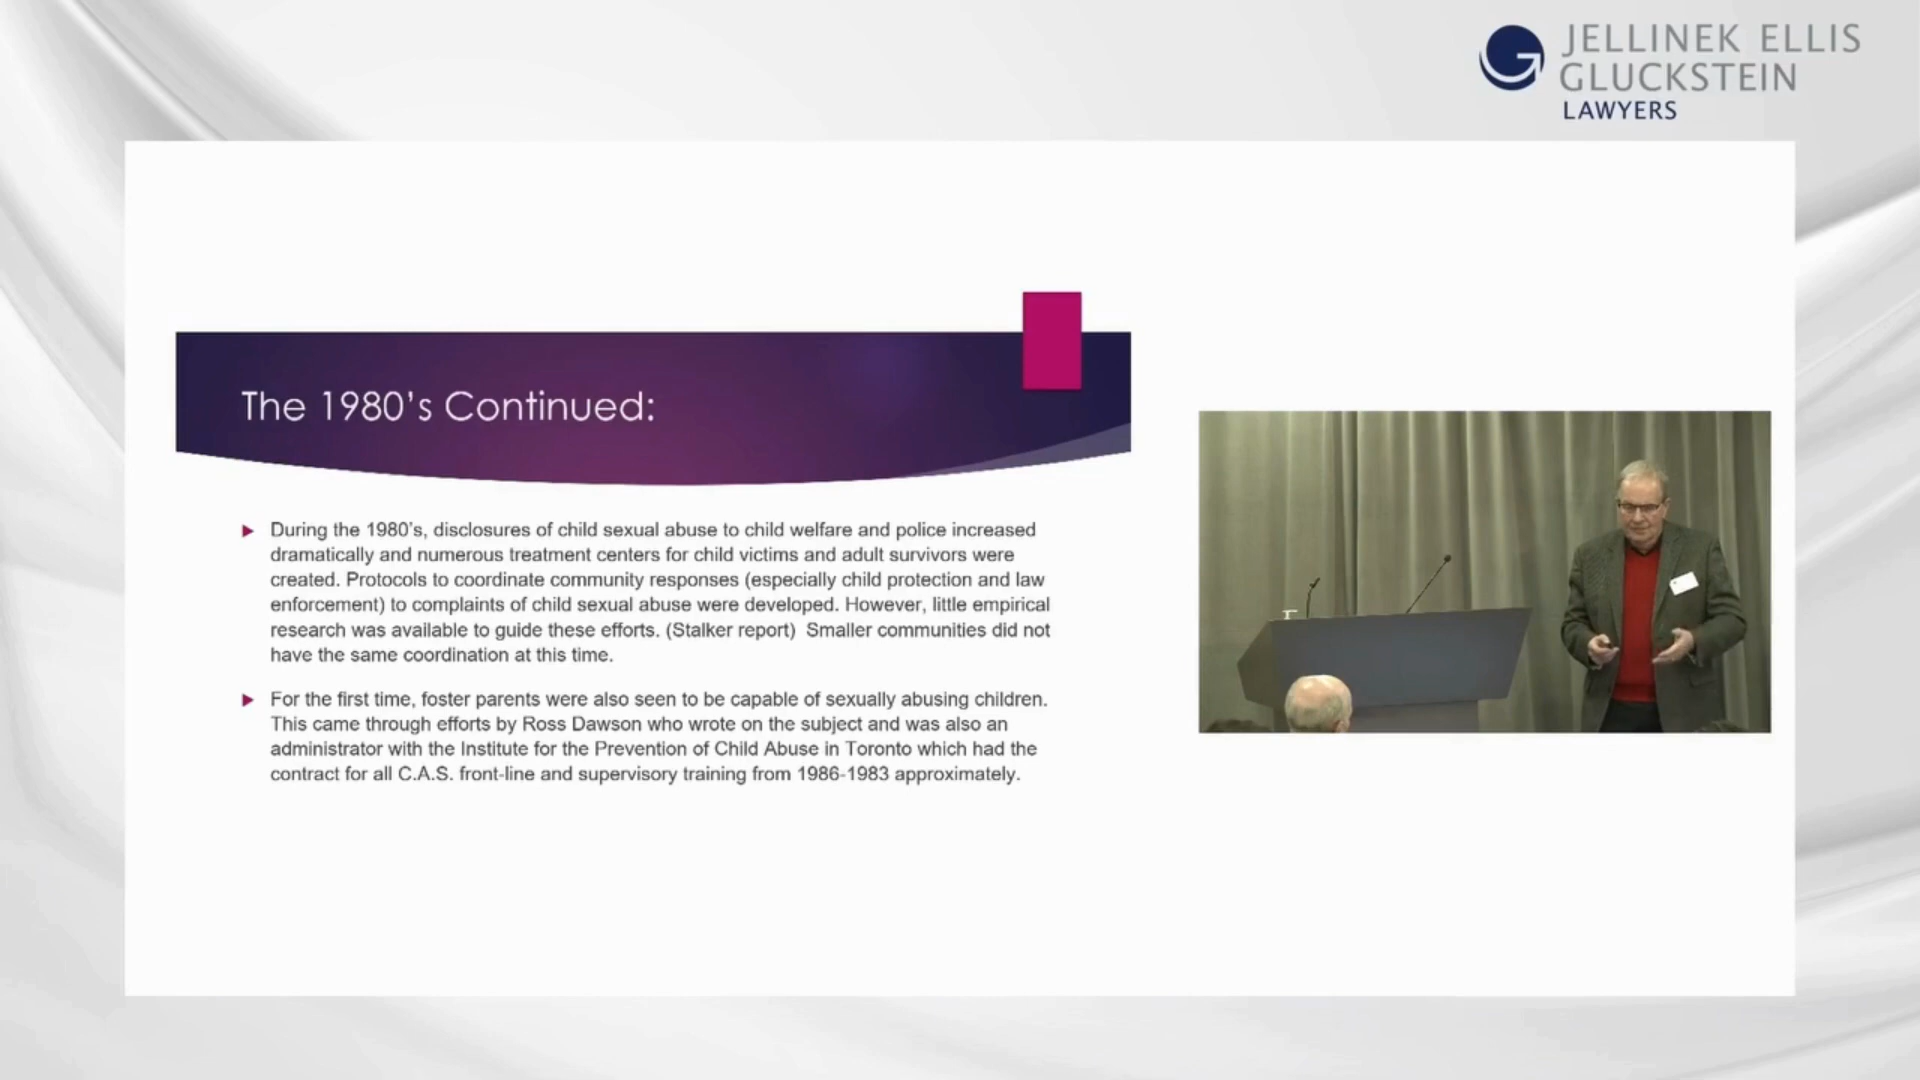 JELLINEK ELLIS
GLUCKSTEIN
LAWYERS
The 1980's Continued:
During the 1980's, disclosures of child sexual abuse to child welfare and police increased
dramatically and numerous treatment centers for child victims and adult survivors were
created. Protocols to coordinate community responses (especially child protection and law
enforcement) to complaints of child sexual abuse were developed. However, little empirical
research was available to guide these efforts. (Stalker report) Smaller communities did not
have the same coordination at this time.
For the first time, foster parents were also seen to be capable of sexually abusing children.
This came through efforts by Ross Dawson who wrote on the subject and was also an
administrator with the Institute for the Prevention of Child Abuse in Toronto which had the
contract for all C.A.S. front-line and supervisory training from 1986-1983 approximately.